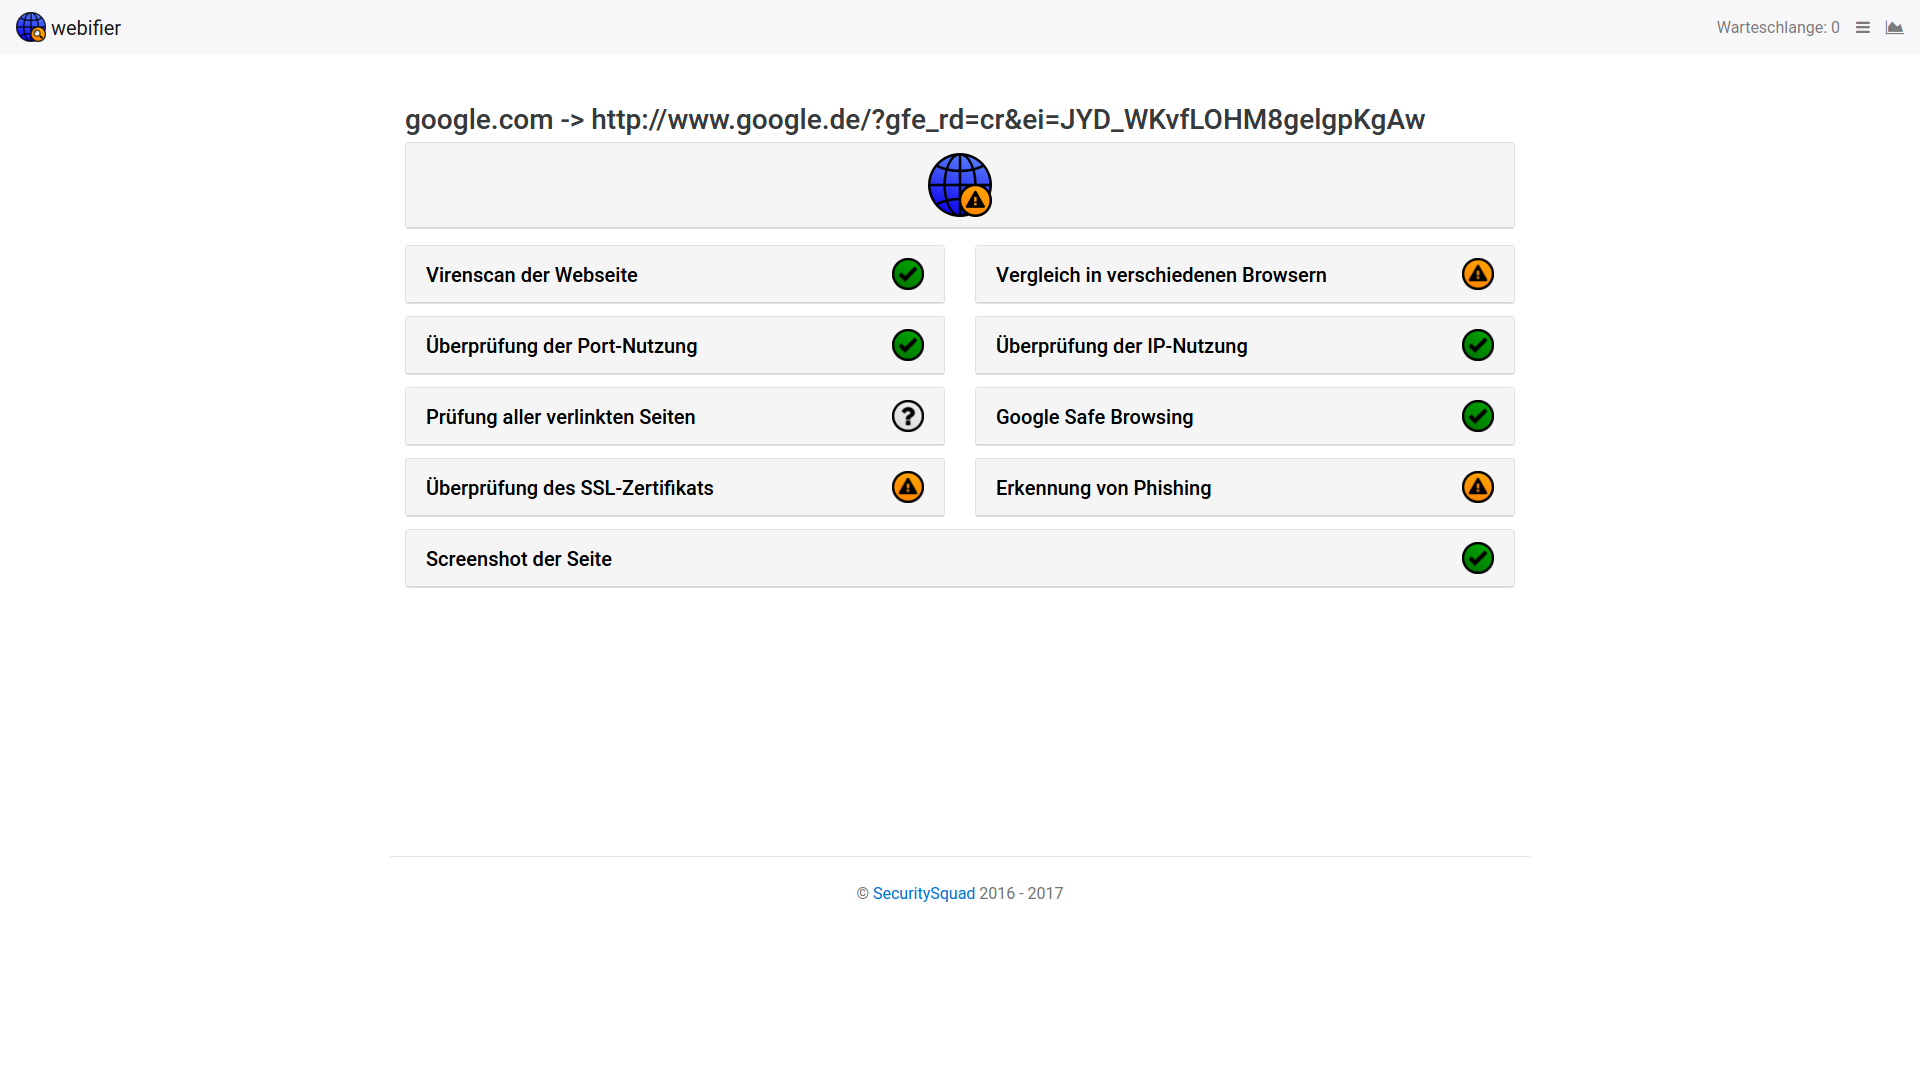 webifier
Warteschlange: 0
google.com -> http://www.google.de/?gfe_rd=cr&ei=JYD_WKvfLOHM8gelgpKgAw
Virenscan der Webseite
Vergleich in verschiedenen Browsern
Überprüfung der Port-Nutzung
Überprüfung der IP-Nutzung
Prüfung aller verlinkten Seiten
Google Safe Browsing
Überprüfung des SSL-Zertifikats
Erkennung von Phishing
Screenshot der Seite
© SecuritySquad 2016 - 2017